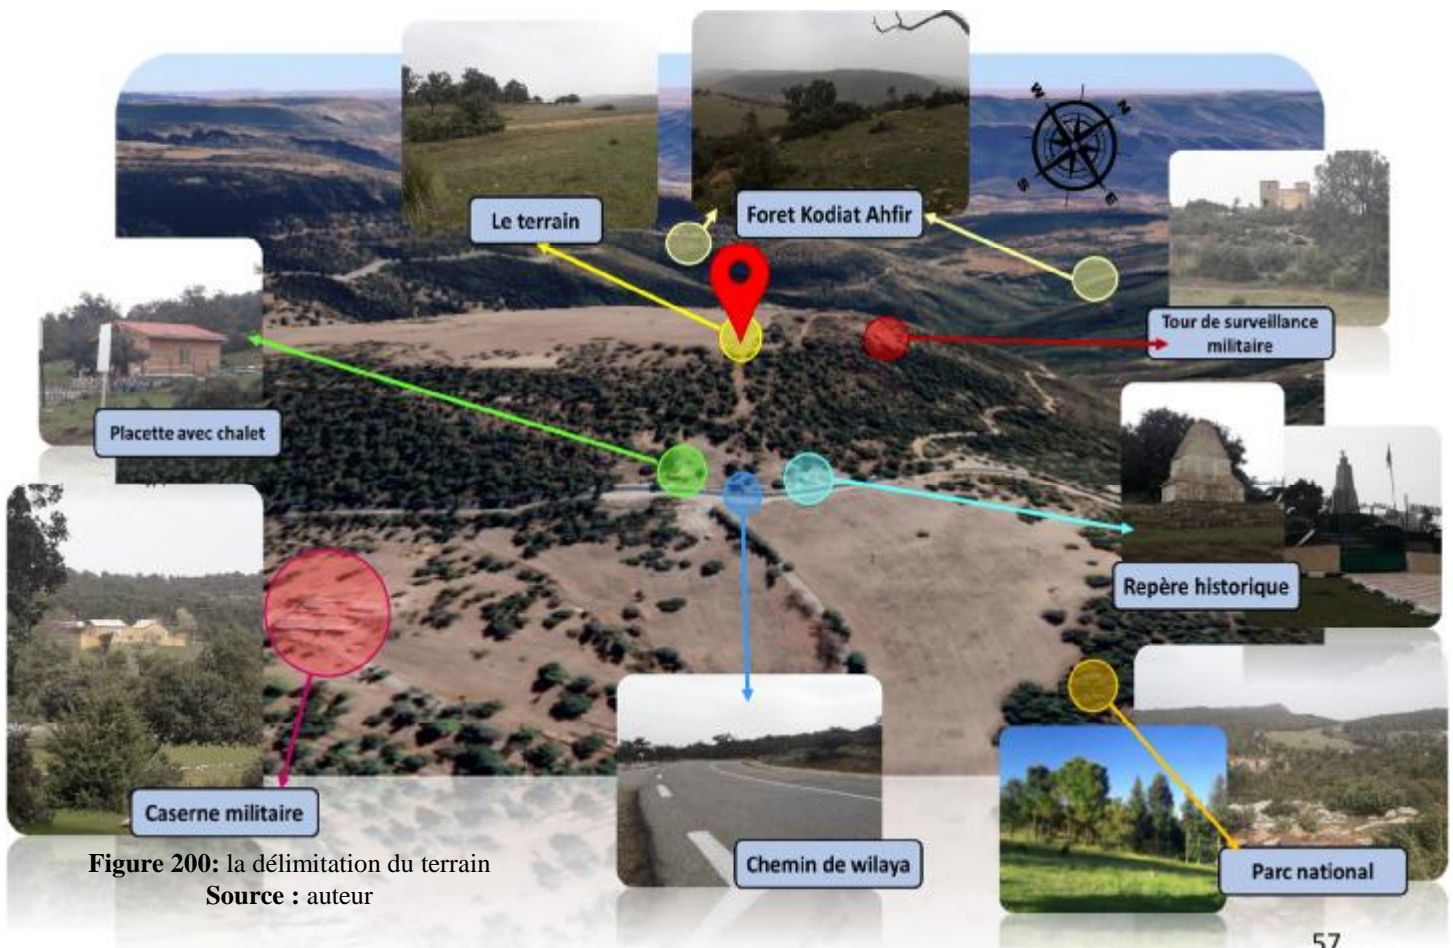 W
N
S
E
Le terrain
Foret Kodiat Ahfir
Tour de surveillance
militaire
Placette avec chalet
Repère historique
Caserne militaire
Chemin de wilaya
Parc national
Figure 200: la délimitation du terrain
Source : auteur
57